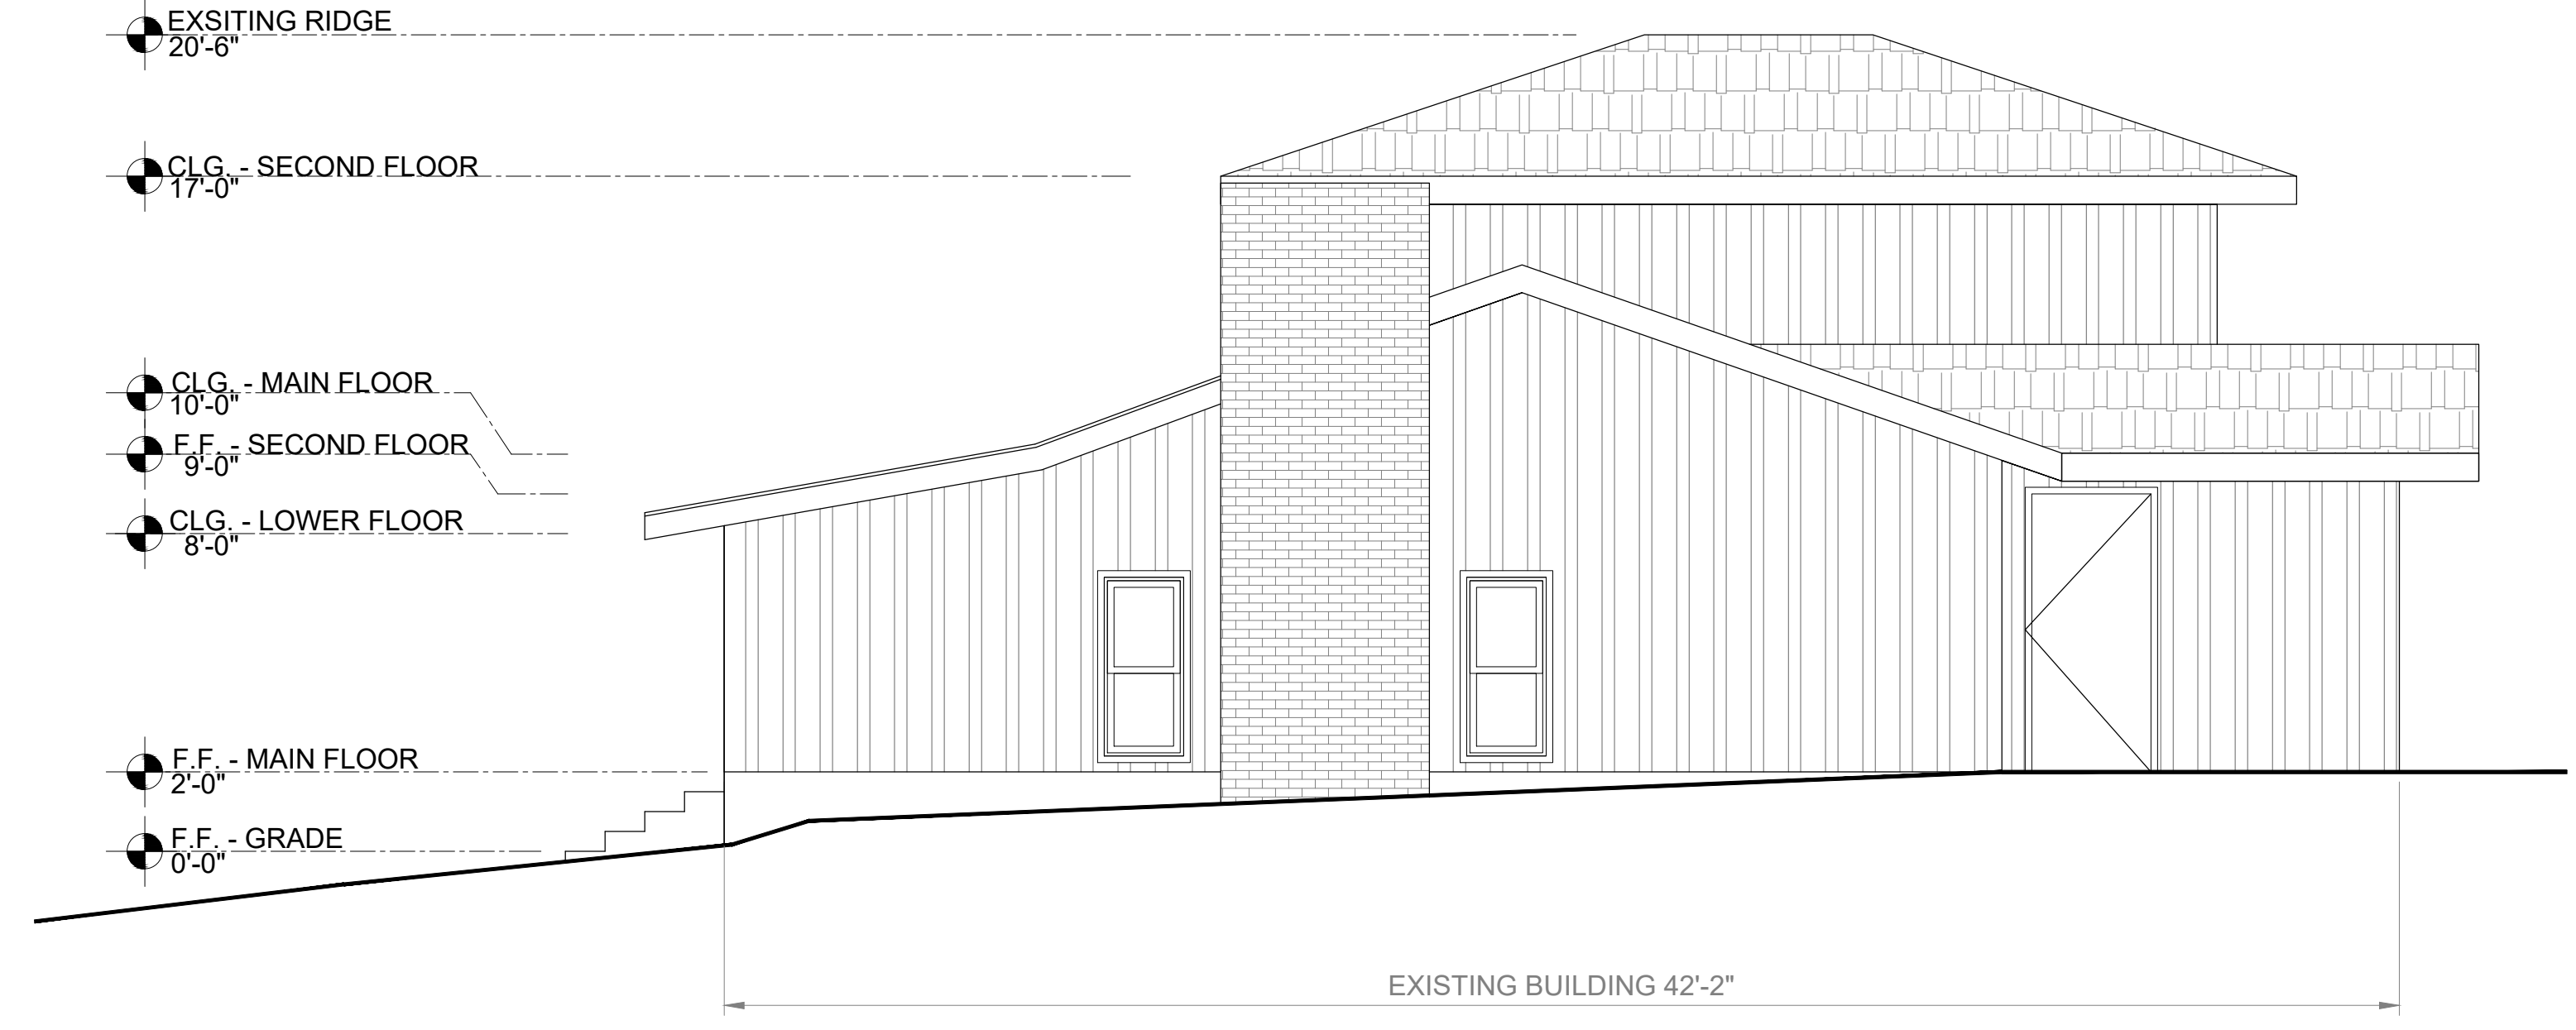 EXSITING RIDGE
20'-6"
CLG. - SECOND FLOOR
17'-0"
CLG. - MAIN FLOOR
10'-0"
F.F. - SECOND FLOOR
9'-0"
CLG. - LOWER FLOOR
8'-0"
F.F. - MAIN FLOOR
2'-0"
F.F. - GRADE
0'-0"
EXISTING BUILDING 42'-2"